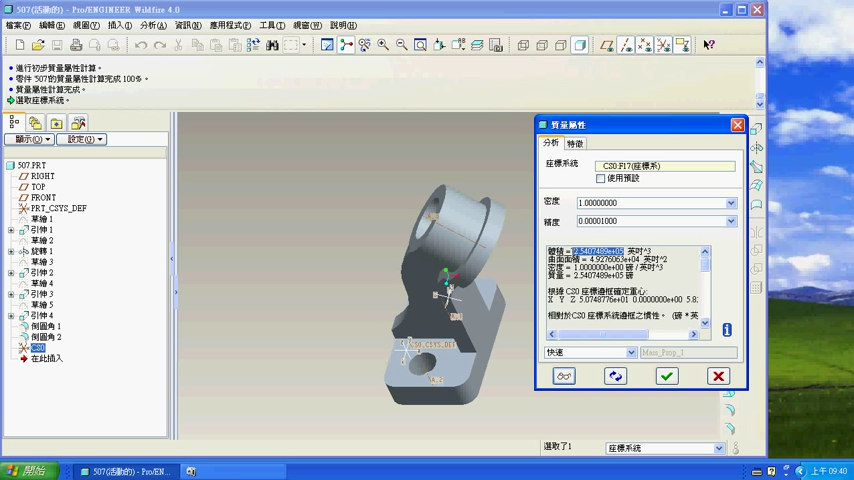 507(活動的) - Pro/ENGINEER Wildfire 4.0
檔案(F) 編輯(E) 視圖(V) 插入(I) 分析(A) 資訊(N) 應用程式(P) 工具(T) 視窗(W) 說明(H)
進行初步質量屬性計算。
零件 '507'的質量屬性計算完成 100%。
質量屬性計算完成。
選取座標系統。
顯示(O)
設定(G)
507.PRT
RIGHT
TOP
FRONT
PRT_CSYS_DEF
草繪 1
引伸 1
草繪 2
旋轉 1
草繪 3
引伸 2
草繪 4
引伸 3
草繪 5
引伸 4
倒圓角 1
倒圓角 2
CS0
在此插入
質量屬性
分析 特徵
座標系統
CS0:F17(座標系)
使用預設
密度 1.00000000
精度 0.00001000
體積 = 2.5407489e+05 英吋^3
曲面面積 = 4.9276063e+04 英吋^2
密度 = 1.0000000e+00 磅 / 英吋^3
質量 = 2.5407489e+05 磅
根據 CS0 座標邊框確定重心:
X Y Z 5.0748776e+01 0.0000000e+00 5.8
相對於CS0 座標系統邊框之慣性。 (磅 * 英
快速
Mass_Prop_1
選取了1
座標系統
開始
507(活動的) - Pro/EN...
上午 09:40